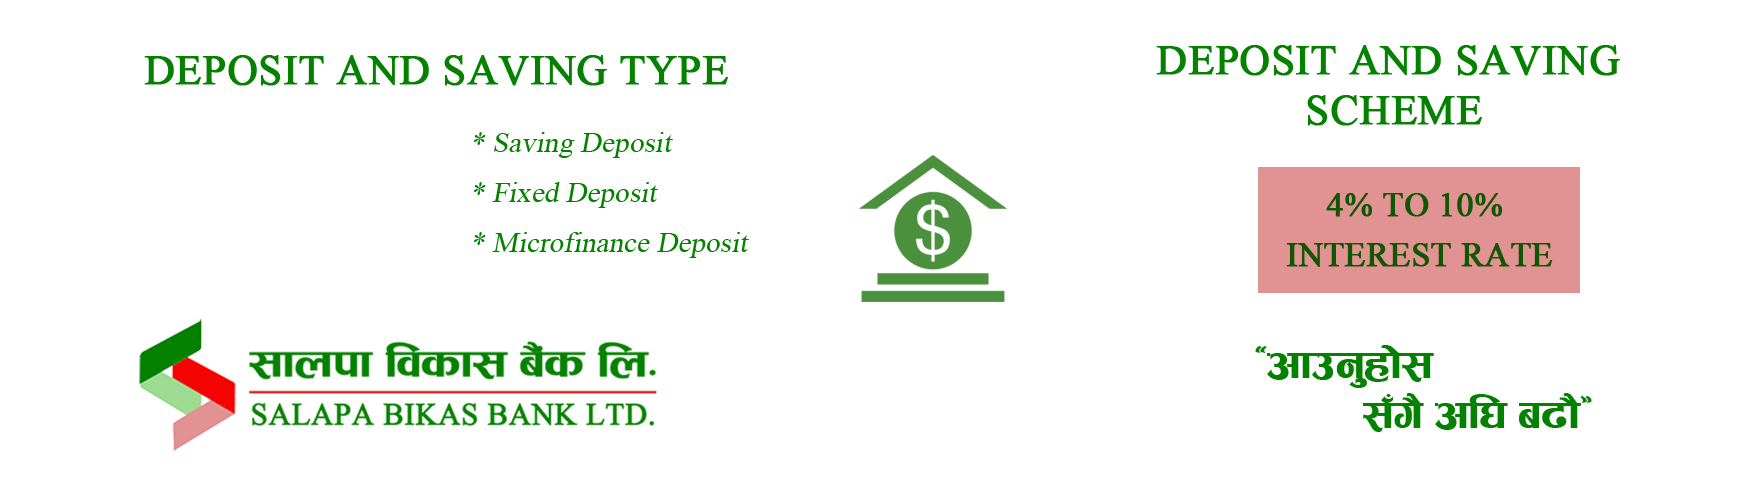 DEPOSIT AND SAVING TYPE
* Saving Deposit
* Fixed Deposit
* Microfinance Deposit
सालपा विकास बैंक लि.
SALAPA BIKAS BANK LTD.
$
DEPOSIT AND SAVING
SCHEME
4% TO 10%
INTEREST RATE
“आउनुहोस
सँगै अघि बढौ”